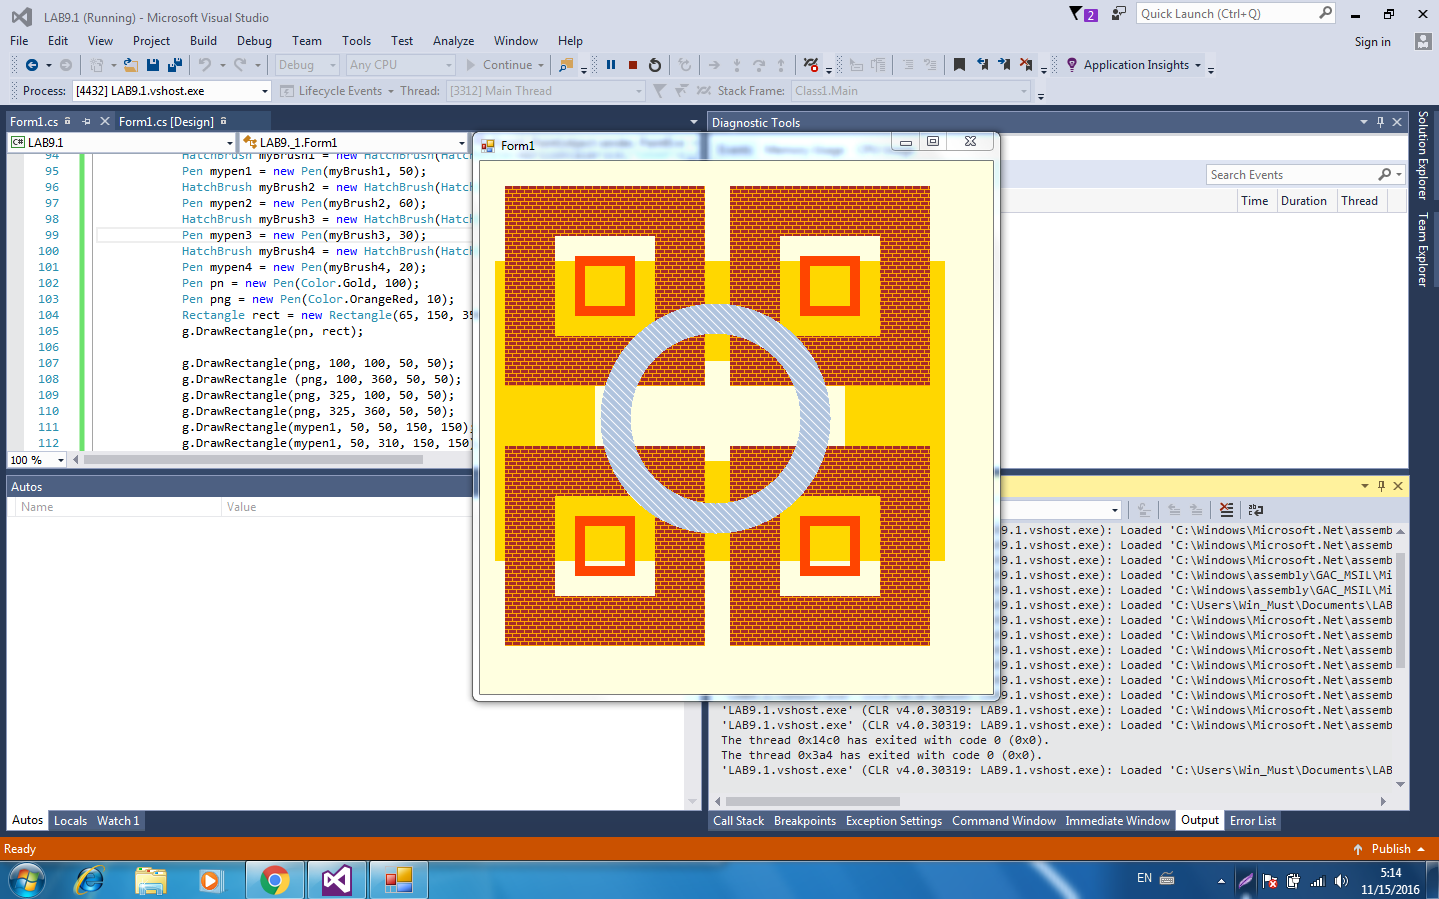 LAB9.1 (Running) - Microsoft Visual Studio
2
Quick Launch (Ctrl+Q)
File Edit View Project Build Debug Team Tools Test Analyze Window Help
Sign in
Debug Any CPU Continue Application Insights
Process: [4432] LAB9.1.vshost.exe Lifecycle Events Thread: [3312] Main Thread Stack Frame: Class1.Main
Form1.cs Form1.cs [Design]
Diagnostic Tools
Solution Explorer
Team Explorer
C# LAB9.1 LAB9._1.Form1
Form1
Search Events
Time Duration Thread
94 HatchBrush myBrush1 = new HatchBrush(Hatc
95 Pen mypen1 = new Pen(myBrush1, 50);
96 HatchBrush myBrush2 = new HatchBrush(Hatc
97 Pen mypen2 = new Pen(myBrush2, 60);
98 HatchBrush myBrush3 = new HatchBrush(Hatc
99 Pen mypen3 = new Pen(myBrush3, 30);
100 HatchBrush myBrush4 = new HatchBrush(Hatc
101 Pen mypen4 = new Pen(myBrush4, 20);
102 Pen pn = new Pen(Color.Gold, 100);
103 Pen png = new Pen(Color.OrangeRed, 10);
104 Rectangle rect = new Rectangle(65, 150, 35
105 g.DrawRectangle(pn, rect);
106
107 g.DrawRectangle(png, 100, 100, 50, 50);
108 g.DrawRectangle (png, 100, 360, 50, 50);
109 g.DrawRectangle(png, 325, 100, 50, 50);
110 g.DrawRectangle(png, 325, 360, 50, 50);
111 g.DrawRectangle(mypen1, 50, 50, 150, 150);
112 g.DrawRectangle(mypen1, 50, 310, 150, 150)
100 %
Autos
Name Value
9.1.vshost.exe): Loaded 'C:\Windows\Microsoft.Net\assemb
9.1.vshost.exe): Loaded 'C:\Windows\Microsoft.Net\assemb
9.1.vshost.exe): Loaded 'C:\Windows\Microsoft.Net\assemb
9.1.vshost.exe): Loaded 'C:\Windows\assembly\GAC_MSIL\Mi
9.1.vshost.exe): Loaded 'C:\Windows\assembly\GAC_MSIL\Mi
9.1.vshost.exe): Loaded 'C:\Users\Win_Must\Documents\LAB
9.1.vshost.exe): Loaded 'C:\Windows\Microsoft.Net\assemb
9.1.vshost.exe): Loaded 'C:\Windows\Microsoft.Net\assemb
9.1.vshost.exe): Loaded 'C:\Windows\Microsoft.Net\assemb
9.1.vshost.exe): Loaded 'C:\Windows\Microsoft.Net\assemb
9.1.vshost.exe): Loaded 'C:\Windows\Microsoft.Net\assemb
9.1.vshost.exe): Loaded 'C:\Windows\Microsoft.Net\assemb
'LAB9.1.vshost.exe' (CLR v4.0.30319: LAB9.1.vshost.exe): Loaded 'C:\Windows\Microsoft.Net\assemb
'LAB9.1.vshost.exe' (CLR v4.0.30319: LAB9.1.vshost.exe): Loaded 'C:\Windows\Microsoft.Net\assemb
The thread 0x14c0 has exited with code 0 (0x0).
The thread 0x3a4 has exited with code 0 (0x0).
'LAB9.1.vshost.exe' (CLR v4.0.30319: LAB9.1.vshost.exe): Loaded 'C:\Users\Win_Must\Documents\LAB
Autos Locals Watch 1
Call Stack Breakpoints Exception Settings Command Window Immediate Window Output Error List
Ready
Publish
EN
5:14
11/15/2016